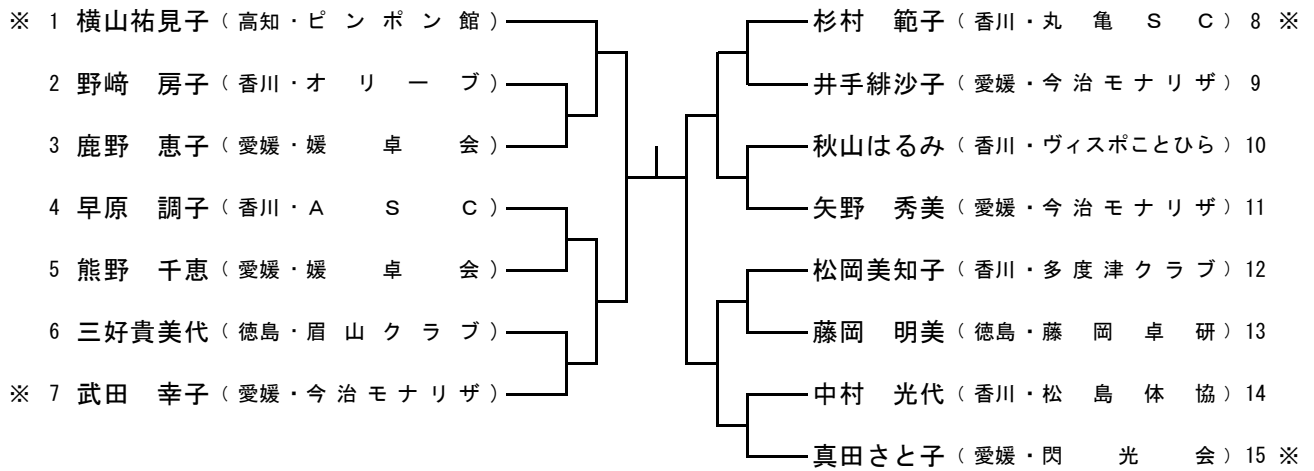 ※ 1 横山祐見子（高知・ピンポン館）
2 野﨑 房子（香川・オリーブ）
3 鹿野 恵子（愛媛・媛卓会）
4 早原 調子（香川・ＡＳＣ）
5 熊野 千恵（愛媛・媛卓会）
6 三好貴美代（徳島・眉山クラブ）
※ 7 武田 幸子（愛媛・今治モナリザ）
杉村 範子（香川・丸亀ＳＣ）8 ※
井手緋沙子（愛媛・今治モナリザ）9
秋山はるみ（香川・ヴィスポことひら）10
矢野 秀美（愛媛・今治モナリザ）11
松岡美知子（香川・多度津クラブ）12
藤岡 明美（徳島・藤岡卓研）13
中村 光代（香川・松島体協）14
真田さと子（愛媛・閃光会）15 ※